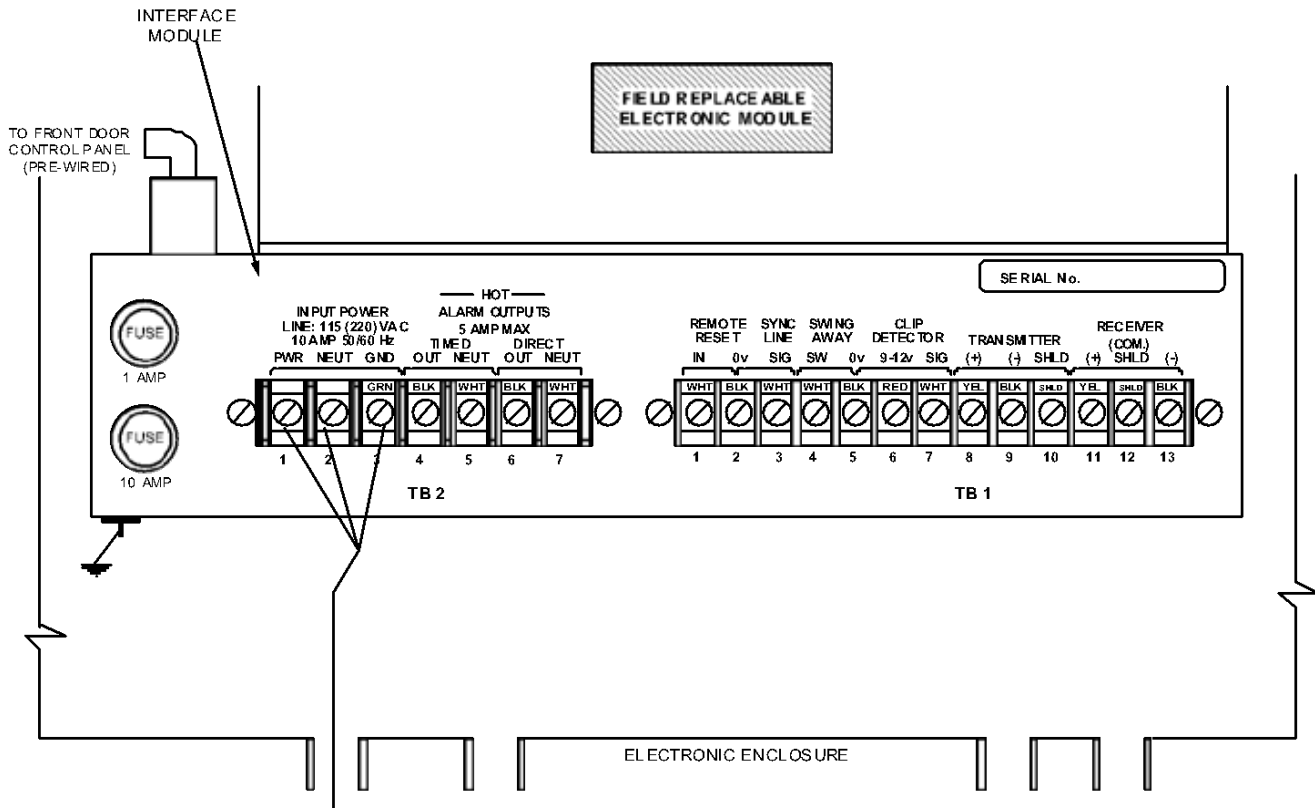 INTERFACE
MODULE
FIELD REPLACEABLE
ELECTRONIC MODULE
TO FRONT DOOR
CONTROL PANEL
(PRE-WIRED)
SERIAL No.
FUSE
1 AMP
FUSE
10 AMP
INPUT POWER
LINE: 115 (220) VAC
10 AMP 50/60 Hz
PWR NEUT GND
HOT
ALARM OUTPUTS
5 AMP MAX
TIMED DIRECT
OUT NEUT OUT NEUT
GRN BLK WHT BLK WHT
1 2 3 4 5 6 7
TB 2
REMOTE
RESET
IN 0v
SYNC
LINE
SIG
SWING
AWAY
SW 0v
CLIP
DETECTOR
9-12v SIG
TRANSMITTER
(+) (-) SHLD
RECEIVER
(COM.)
(+) SHLD (-)
WHT BLK WHT WHT BLK RED WHT YEL BLK SHLD YEL SHLD BLK
1 2 3 4 5 6 7 8 9 10 11 12 13
TB 1
ELECTRONIC ENCLOSURE